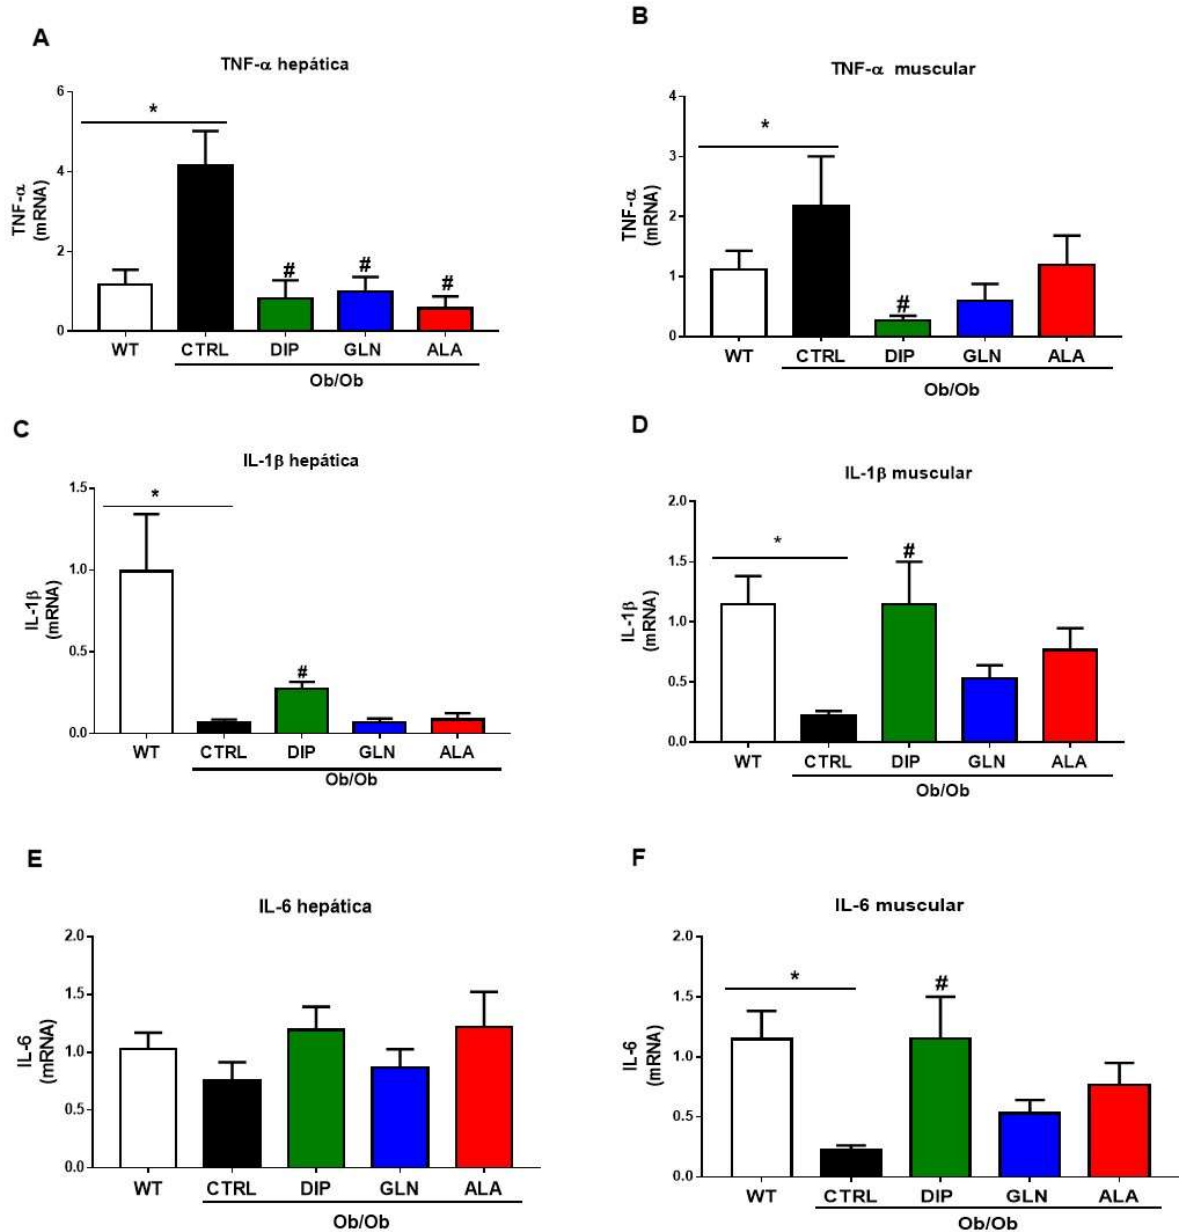 A
TNF-α hepática
6
4
2
0
TNF-α
(mRNA)
*
#
#
#
WT
CTRL
DIP
GLN
ALA
Ob/Ob
B
TNF-α muscular
4
3
2
1
0
TNF-α
(mRNA)
*
#
WT
CTRL
DIP
GLN
ALA
Ob/Ob
C
IL-1β hepática
1.5
1.0
0.5
0.0
IL-1β
(mRNA)
*
#
WT
CTRL
DIP
GLN
ALA
Ob/Ob
D
IL-1β muscular
2.0
1.5
1.0
0.5
0.0
IL-1β
(mRNA)
*
#
WT
CTRL
DIP
GLN
ALA
Ob/Ob
E
IL-6 hepática
2.0
1.5
1.0
0.5
0.0
IL-6
(mRNA)
WT
CTRL
DIP
GLN
ALA
Ob/Ob
F
IL-6 muscular
2.0
1.5
1.0
0.5
0.0
IL-6
(mRNA)
*
#
WT
CTRL
DIP
GLN
ALA
Ob/Ob